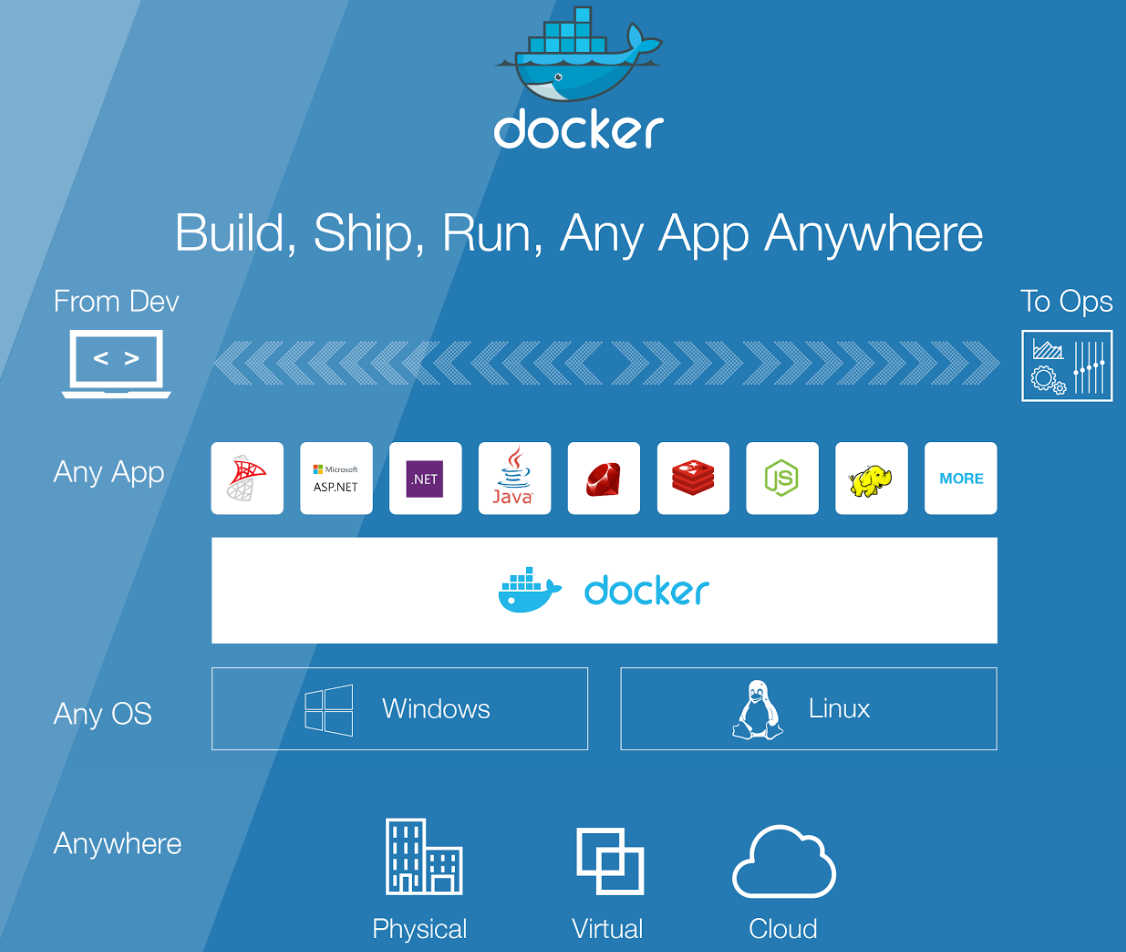 docker
Build, Ship, Run, Any App Anywhere
From Dev
To Ops
< >
Any App
Microsoft
ASP.NET
.NET
Java
JS
MORE
docker
Any OS
Windows
Linux
Anywhere
Physical
Virtual
Cloud